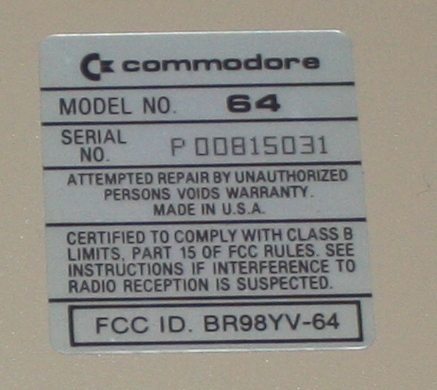 commodore
MODEL NO. 64
SERIAL NO. P 00815031
ATTEMPTED REPAIR BY UNAUTHORIZED
PERSONS VOIDS WARRANTY.
MADE IN U.S.A.
CERTIFIED TO COMPLY WITH CLASS B
LIMITS, PART 15 OF FCC RULES. SEE
INSTRUCTIONS IF INTERFERENCE TO
RADIO RECEPTION IS SUSPECTED.
FCC ID. BR98YV-64